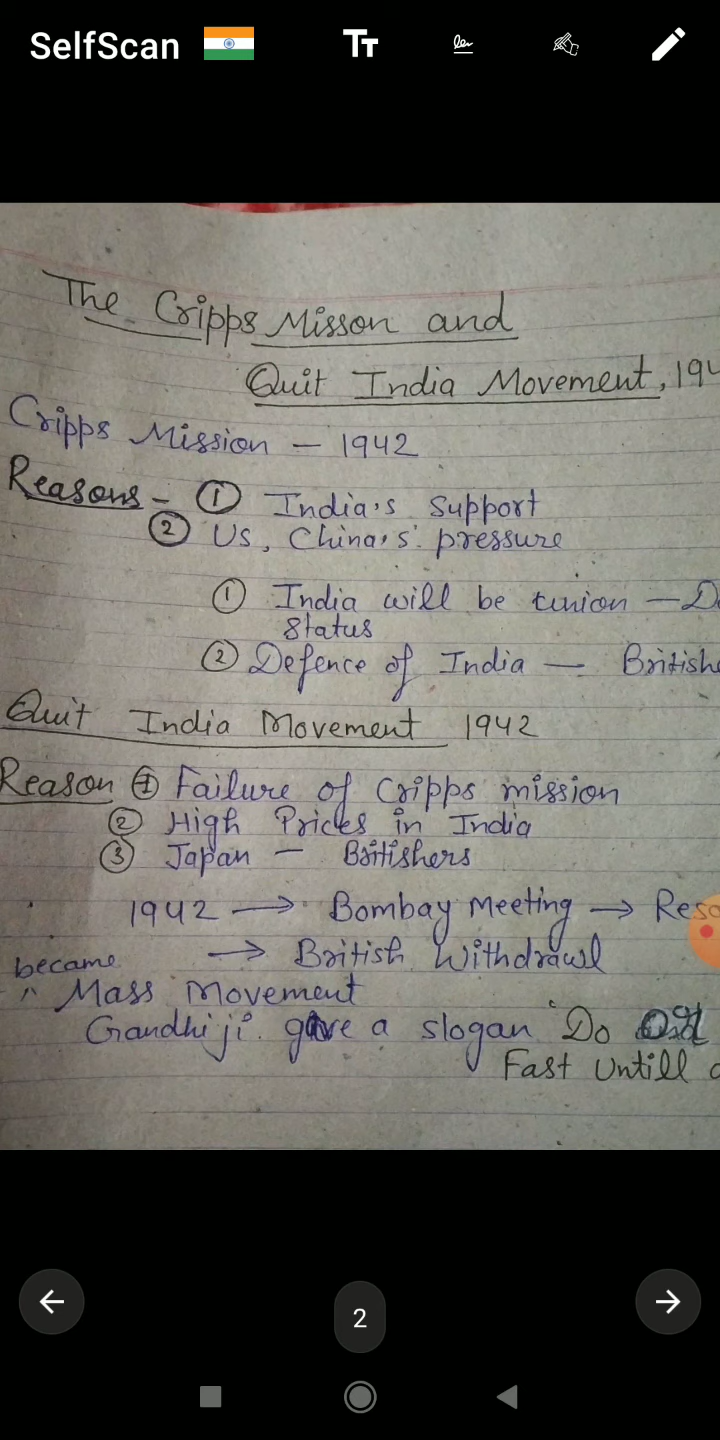 SelfScan
The Cripps Misson and
Quit India Movement, 194
Cripps Mission – 1942
Reasons – ① India's Support
② US, China's pressure
① India will be union –
Status
② Defence of India — British
Quit India Movement 1942
Reason ① Failure of Cripps mission
② High Prices in India
③ Japan – Britishers
1942 → Bombay Meeting → Reso
became → British Withdrawl
" Mass Movement
Gandhiji gave a slogan "Do
Fast Untill
2